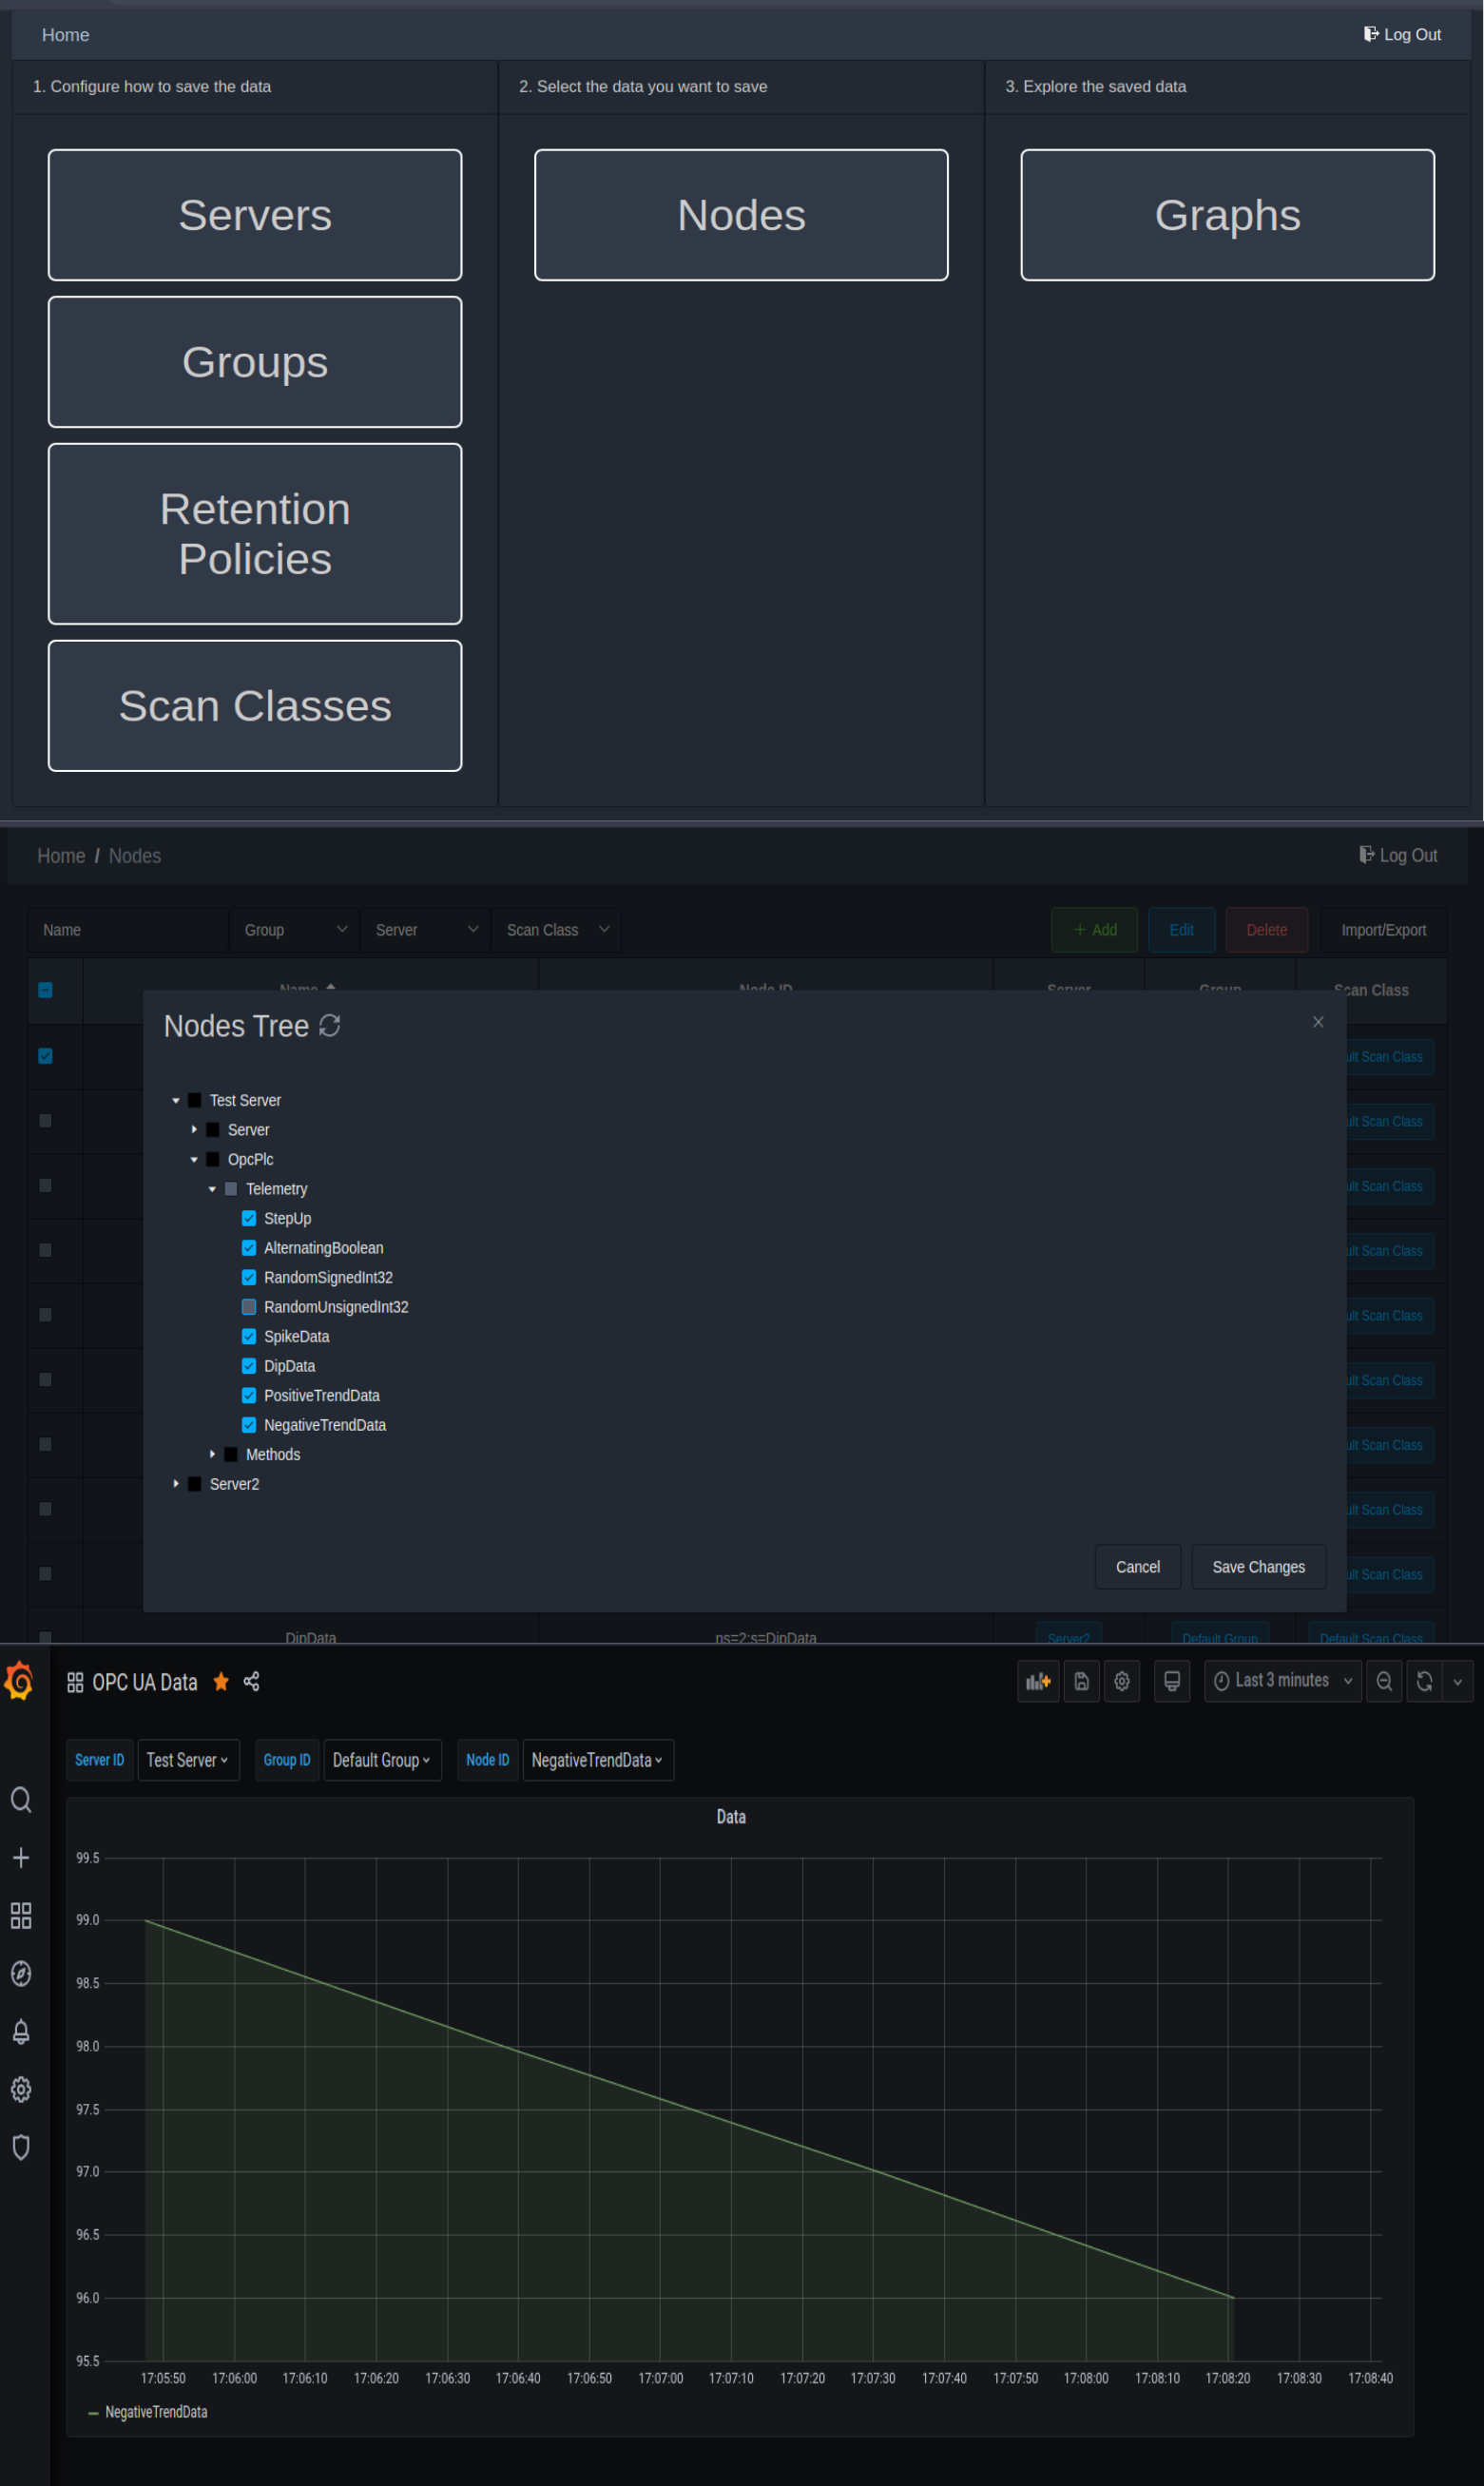 Home
Log Out
1. Configure how to save the data
2. Select the data you want to save
3. Explore the saved data
Servers
Nodes
Graphs
Groups
Retention
Policies
Scan Classes
Home / Nodes
Log Out
Name
Group
Server
Scan Class
+ Add
Edit
Delete
Import/Export
Name
Node ID
Server
Group
Scan Class
Nodes Tree
ult Scan Class
Test Server
Server
ult Scan Class
OpcPlc
Telemetry
ult Scan Class
StepUp
AlternatingBoolean
ult Scan Class
RandomSignedInt32
RandomUnsignedInt32
ult Scan Class
SpikeData
DipData
ult Scan Class
PositiveTrendData
NegativeTrendData
ult Scan Class
Methods
Server2
ult Scan Class
Cancel
Save Changes
ult Scan Class
DipData
ns=2;s=DipData
Server2
Default Group
Default Scan Class
OPC UA Data
Last 3 minutes
Server ID
Test Server
Group ID
Default Group
Node ID
NegativeTrendData
Data
99.5
99.0
98.5
98.0
97.5
97.0
96.5
96.0
95.5
17:05:50
17:06:00
17:06:10
17:06:20
17:06:30
17:06:40
17:06:50
17:07:00
17:07:10
17:07:20
17:07:30
17:07:40
17:07:50
17:08:00
17:08:10
17:08:20
17:08:30
17:08:40
NegativeTrendData